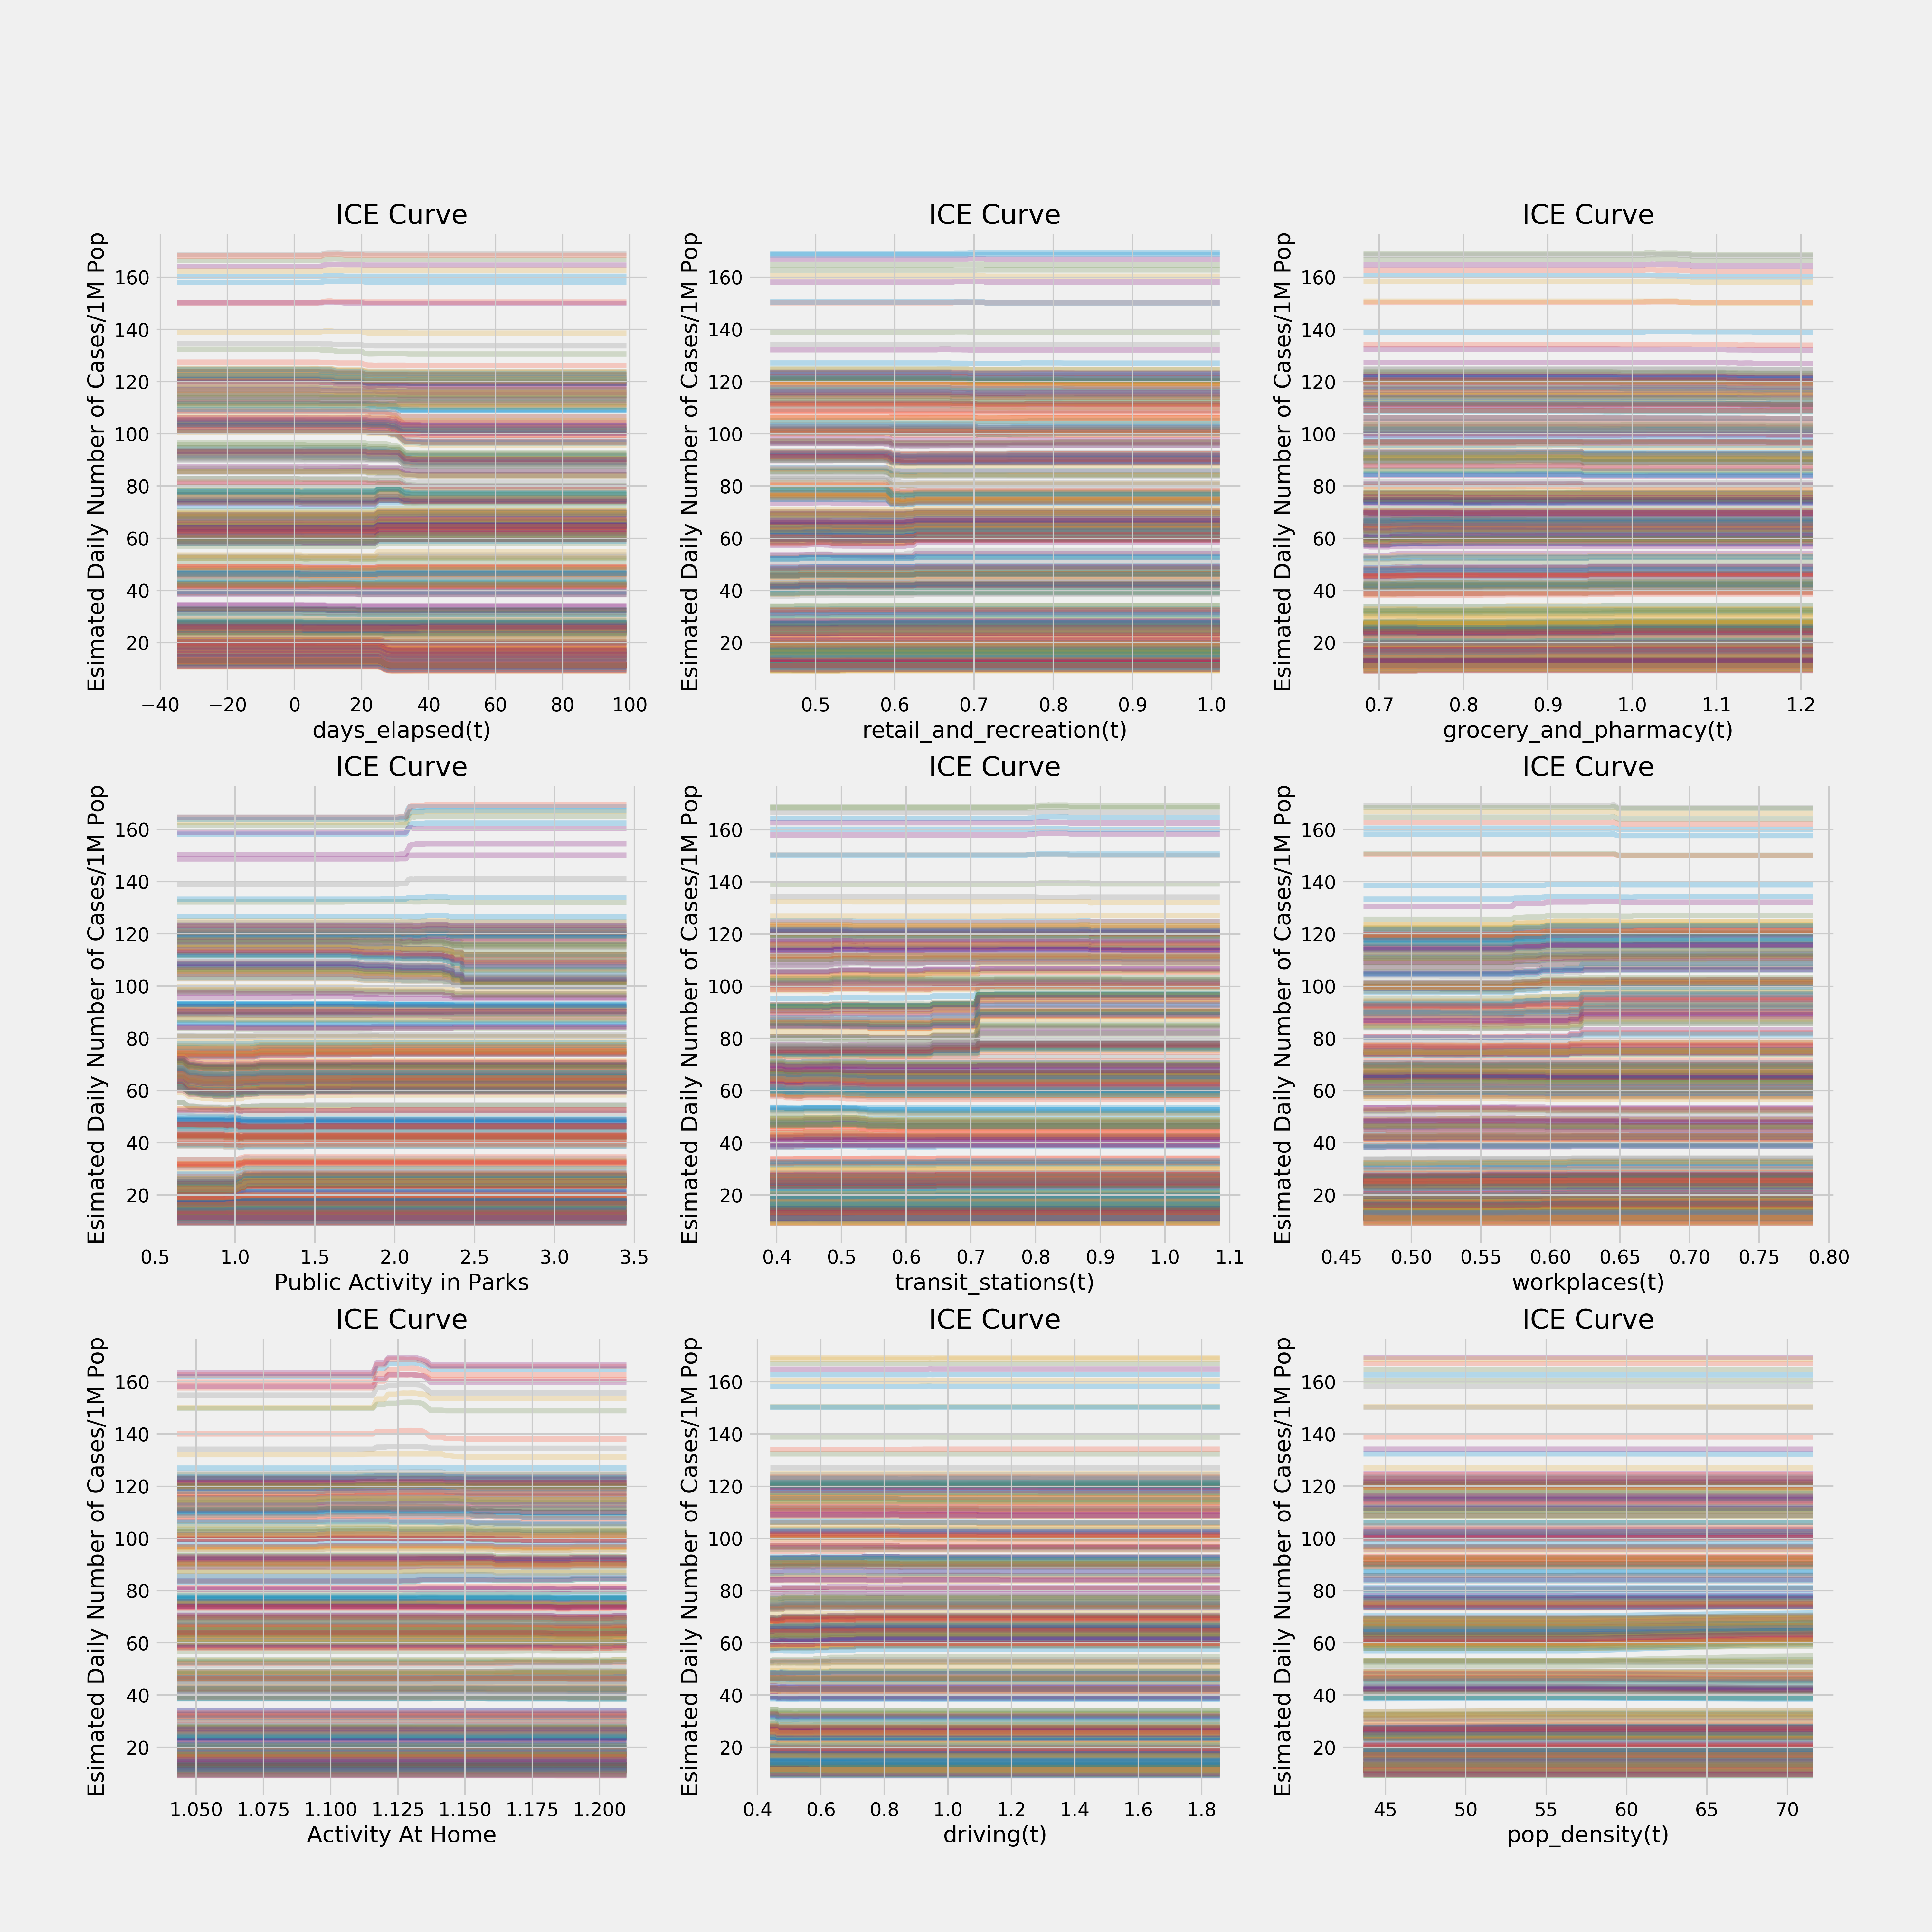 ICE Curve
ICE Curve
ICE Curve
Esimated Daily Number of Cases/1M Pop
160
140
120
100
80
60
40
20
−40 −20 0 20 40 60 80 100
days_elapsed(t)
Esimated Daily Number of Cases/1M Pop
160
140
120
100
80
60
40
20
0.5 0.6 0.7 0.8 0.9 1.0
retail_and_recreation(t)
Esimated Daily Number of Cases/1M Pop
160
140
120
100
80
60
40
20
0.7 0.8 0.9 1.0 1.1 1.2
grocery_and_pharmacy(t)
ICE Curve
ICE Curve
ICE Curve
Esimated Daily Number of Cases/1M Pop
160
140
120
100
80
60
40
20
0.5 1.0 1.5 2.0 2.5 3.0 3.5
Public Activity in Parks
Esimated Daily Number of Cases/1M Pop
160
140
120
100
80
60
40
20
0.4 0.5 0.6 0.7 0.8 0.9 1.0 1.1
transit_stations(t)
Esimated Daily Number of Cases/1M Pop
160
140
120
100
80
60
40
20
0.45 0.50 0.55 0.60 0.65 0.70 0.75 0.80
workplaces(t)
ICE Curve
ICE Curve
ICE Curve
Esimated Daily Number of Cases/1M Pop
160
140
120
100
80
60
40
20
1.050 1.075 1.100 1.125 1.150 1.175 1.200
Activity At Home
Esimated Daily Number of Cases/1M Pop
160
140
120
100
80
60
40
20
0.4 0.6 0.8 1.0 1.2 1.4 1.6 1.8
driving(t)
Esimated Daily Number of Cases/1M Pop
160
140
120
100
80
60
40
20
45 50 55 60 65 70
pop_density(t)